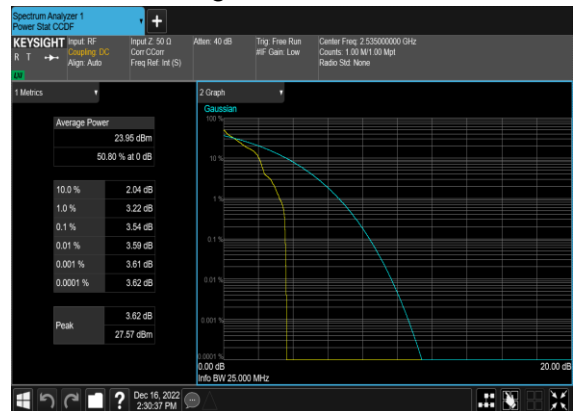 Spectrum Analyzer 1
Power Stat CCDF
+
KEYSIGHT
R T
LV
Input: RF
Coupling: DC
Align: Auto
Input Z: 50 Ω
Corr CCorr
Freq Ref: Int (S)
Atten: 40 dB
Trig: Free Run
#IF Gain: Low
Center Freq: 2.535000000 GHz
Counts: 1.00 M/1.00 Mpt
Radio Std: None
1 Metrics
Average Power
23.95 dBm
50.80 % at 0 dB
10.0 % 2.04 dB
1.0 % 3.22 dB
0.1 % 3.54 dB
0.01 % 3.59 dB
0.001 % 3.61 dB
0.0001 % 3.62 dB
Peak
3.62 dB
27.57 dBm
2 Graph
Gaussian
100 %
10 %
1 %
0.1 %
0.01 %
0.001 %
0.0001 %
0.00 dB
20.00 dB
Info BW 25.000 MHz
?
Dec 16, 2022
2:30:37 PM